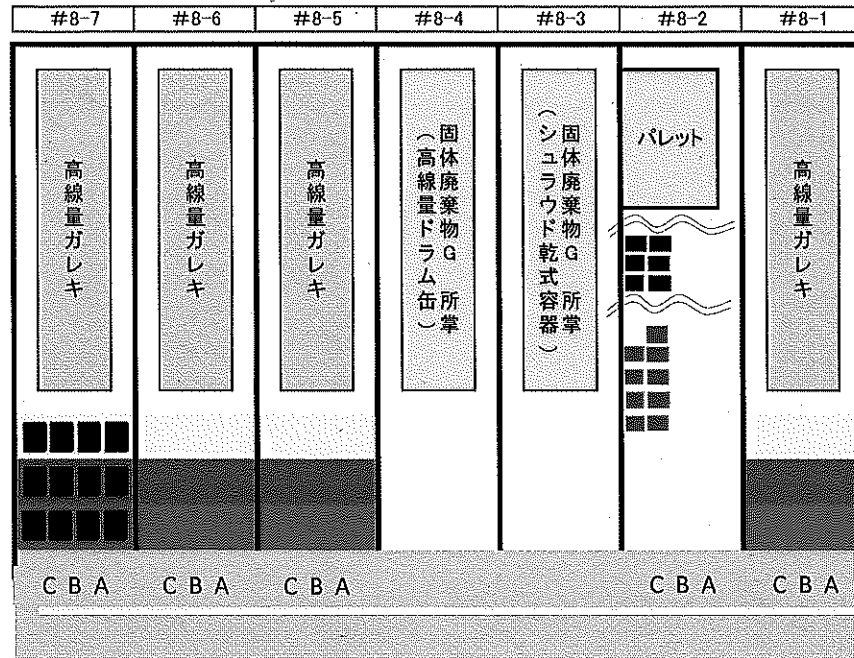 #8-7 #8-6 #8-5 #8-4 #8-3 #8-2 #8-1
高線量ガレキ
高線量ガレキ
高線量ガレキ
固体廃棄物G 所掌
(高線量ドラム缶)
固体廃棄物G 所掌
(シュラウド乾式容器)
パレット
高線量ガレキ
C B A
C B A
C B A
C B A
C B A